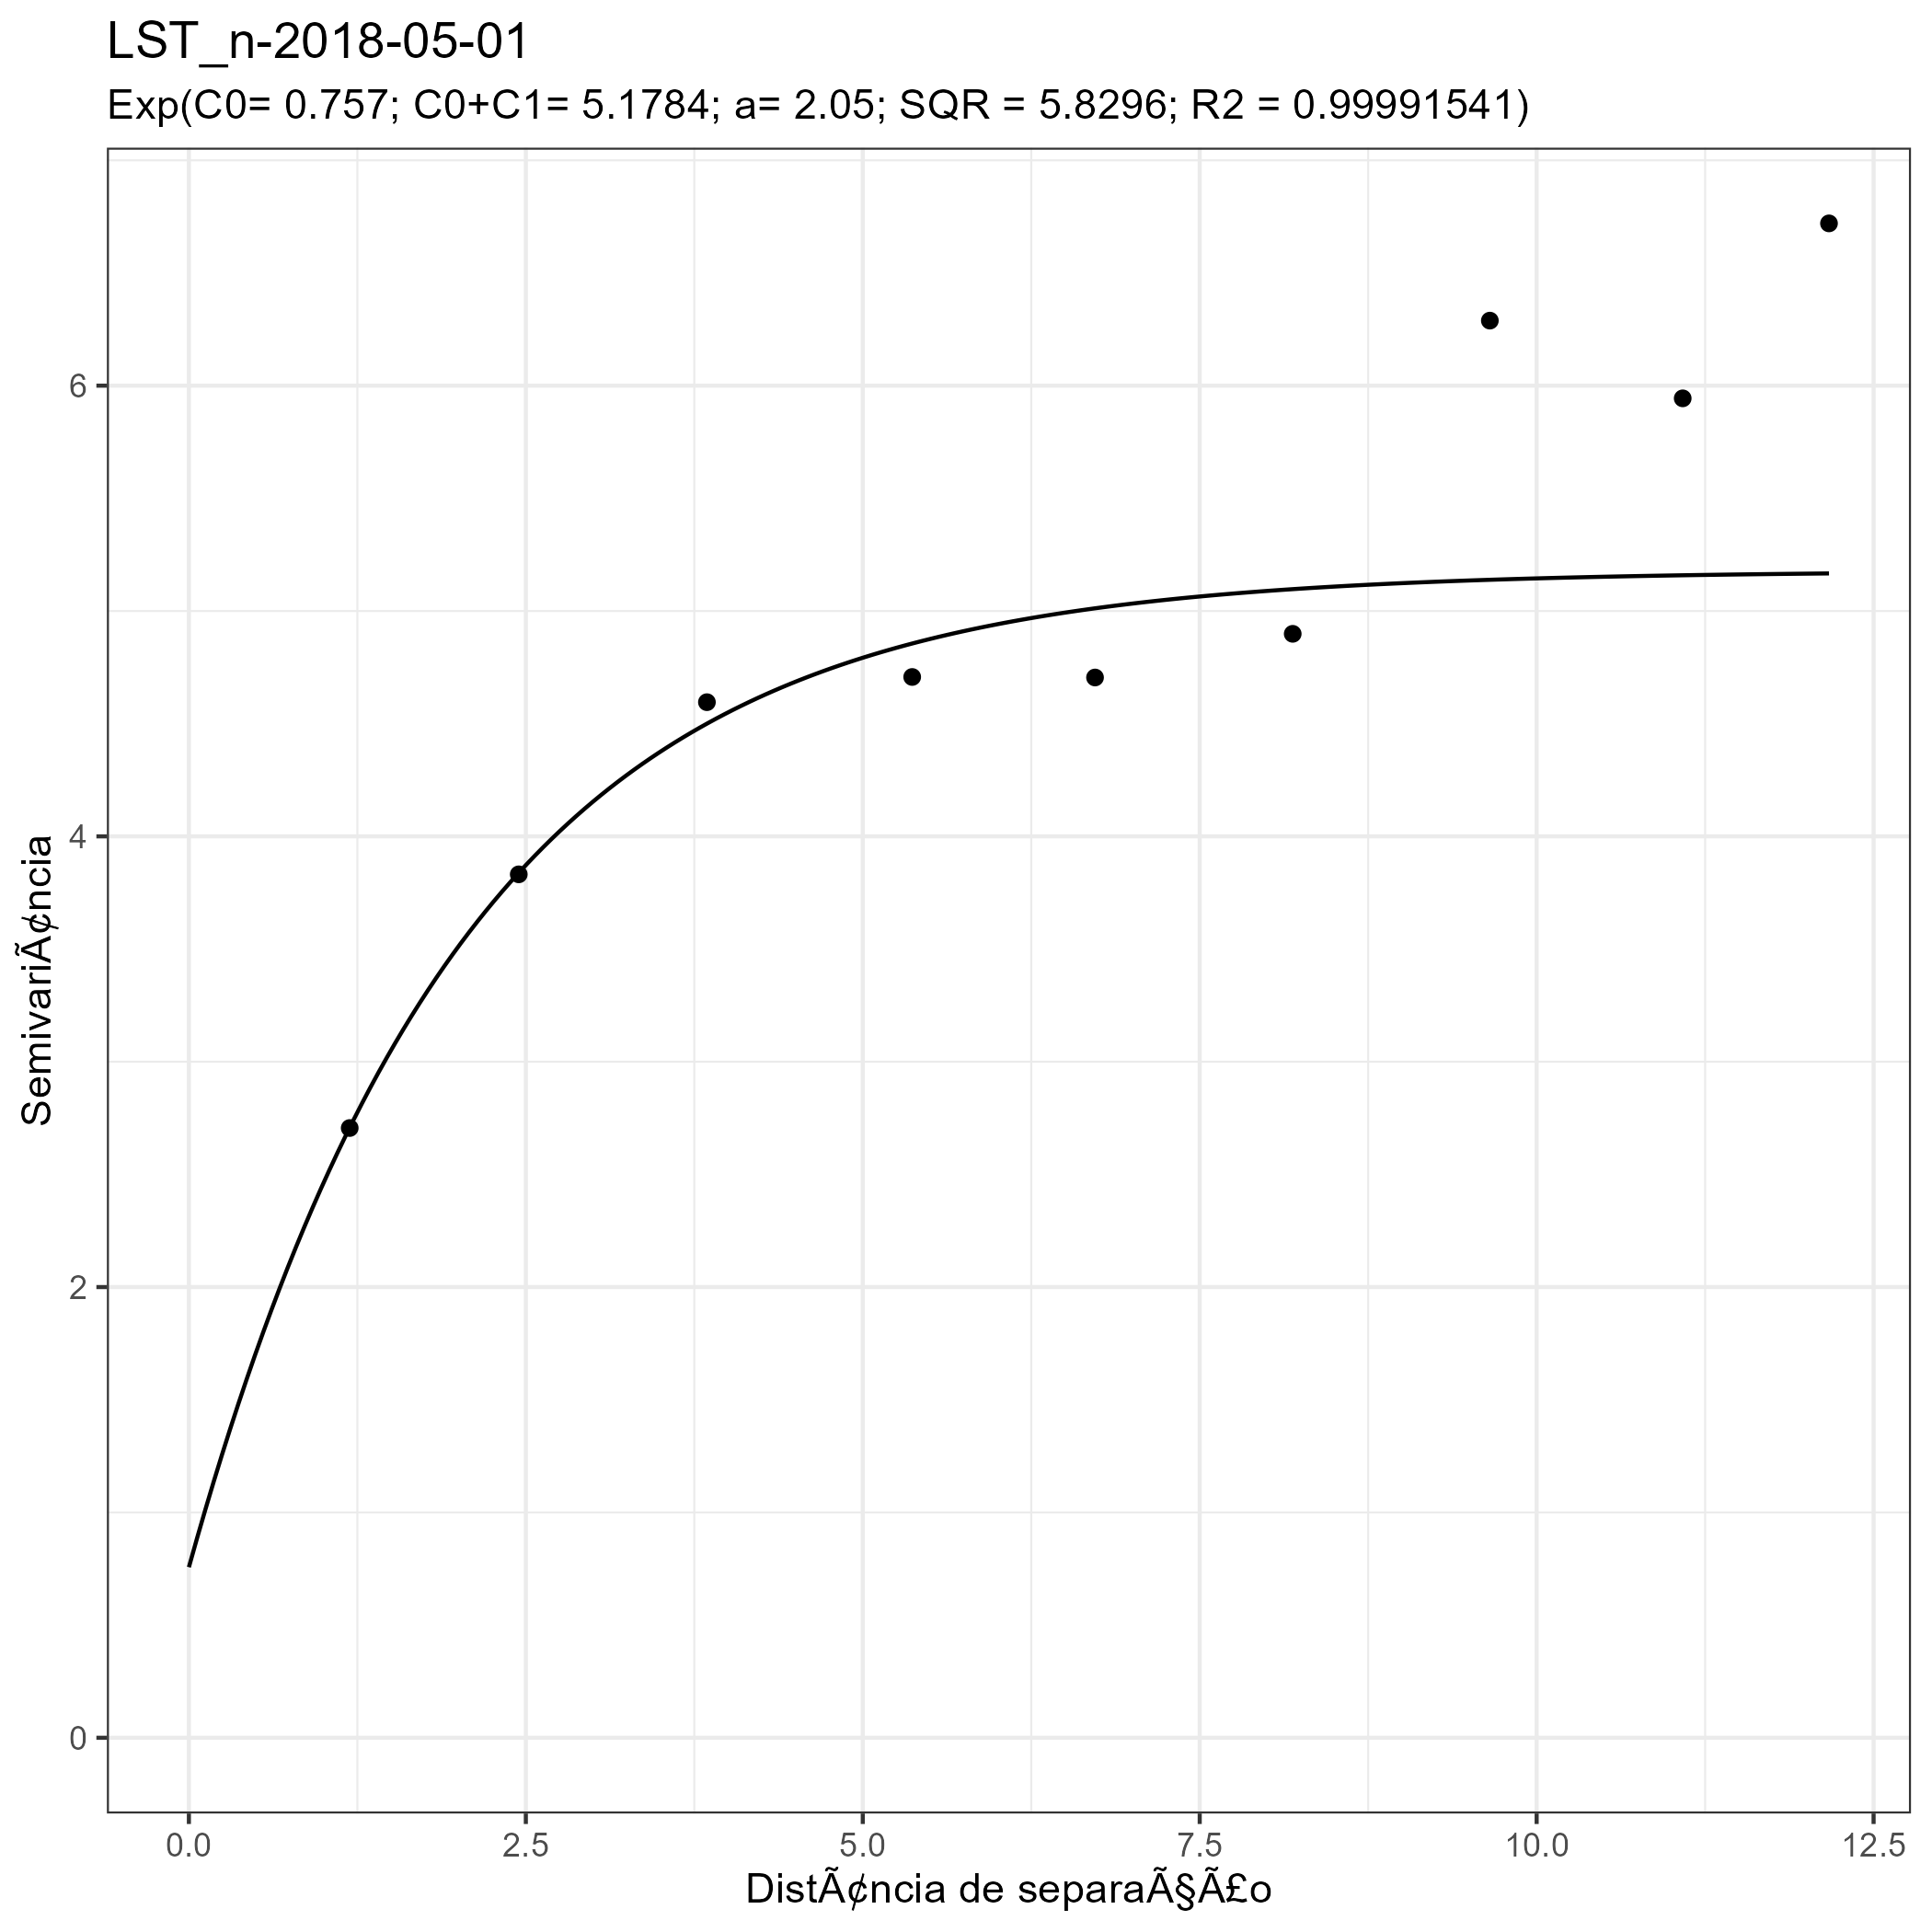 LST_n-2018-05-01
Exp(C0= 0.757; C0+C1= 5.1784; a= 2.05; SQR = 5.8296; R2 = 0.99991541)
SemivariÃ¢ncia
6
4
2
0
0.0 2.5 5.0 7.5 10.0 12.5
DistÃ¢ncia de separaÃ§Ã£o